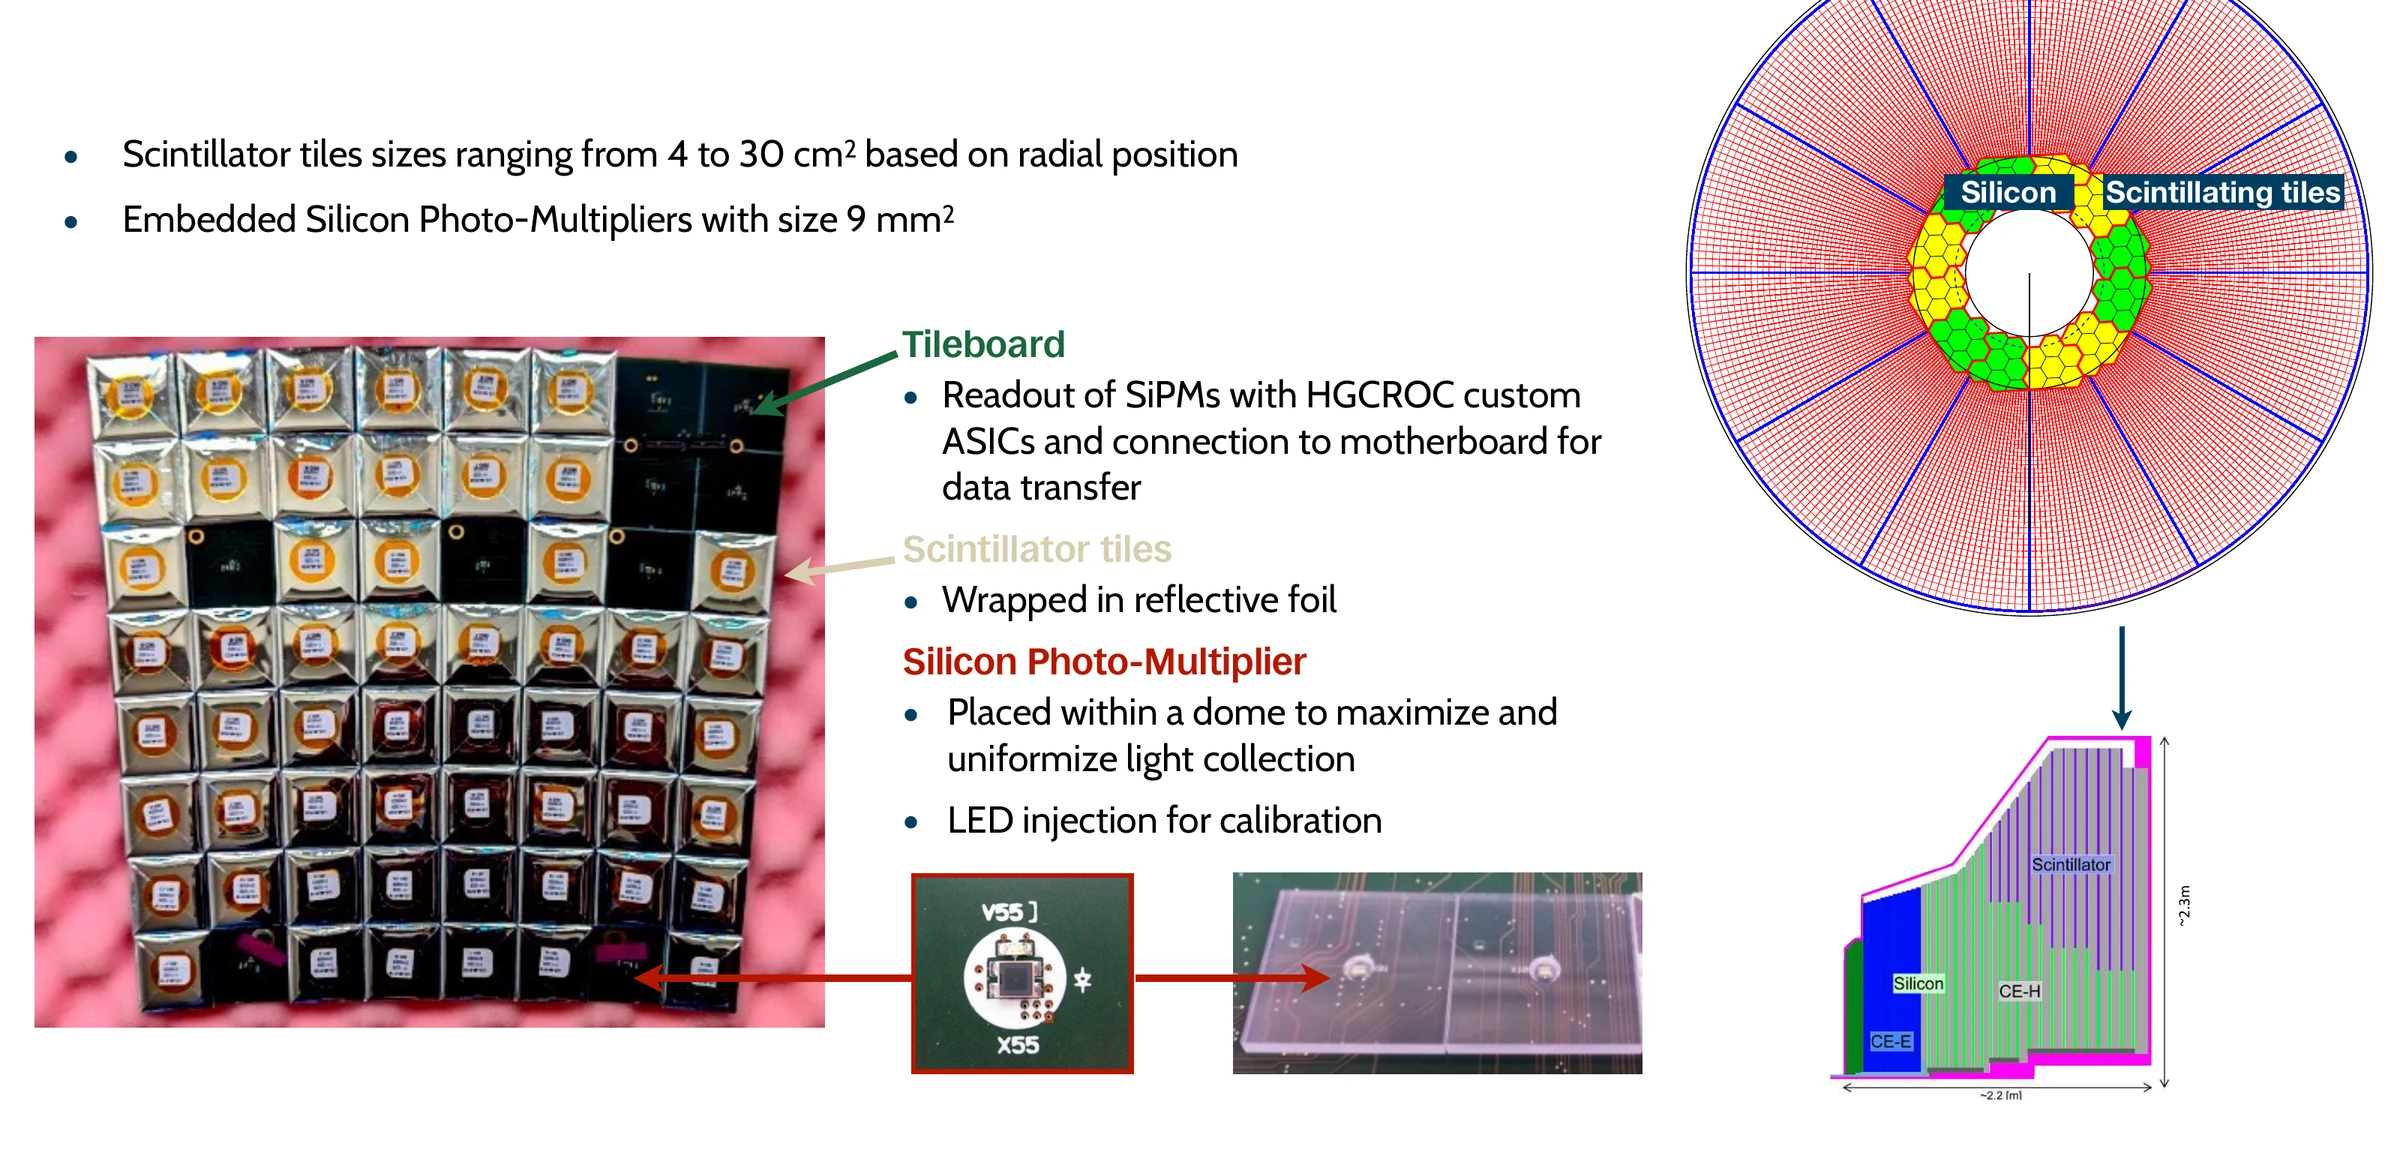 Scintillator tiles sizes ranging from 4 to 30 cm²  based on radial position
Embedded Silicon Photo-Multipliers with size 9 mm²
Silicon
Scintillating tiles
Tileboard
Readout of SiPMs with HGCROC custom
ASICs and connection to motherboard for
data transfer
Scintillator tiles
Wrapped in reflective foil
Silicon Photo-Multiplier
Placed within a dome to maximize and
uniformize light collection
LED injection for calibration
V55
X55
Scintillator
Silicon
CE-H
CE-E
~2.3m
~2.2 [m]